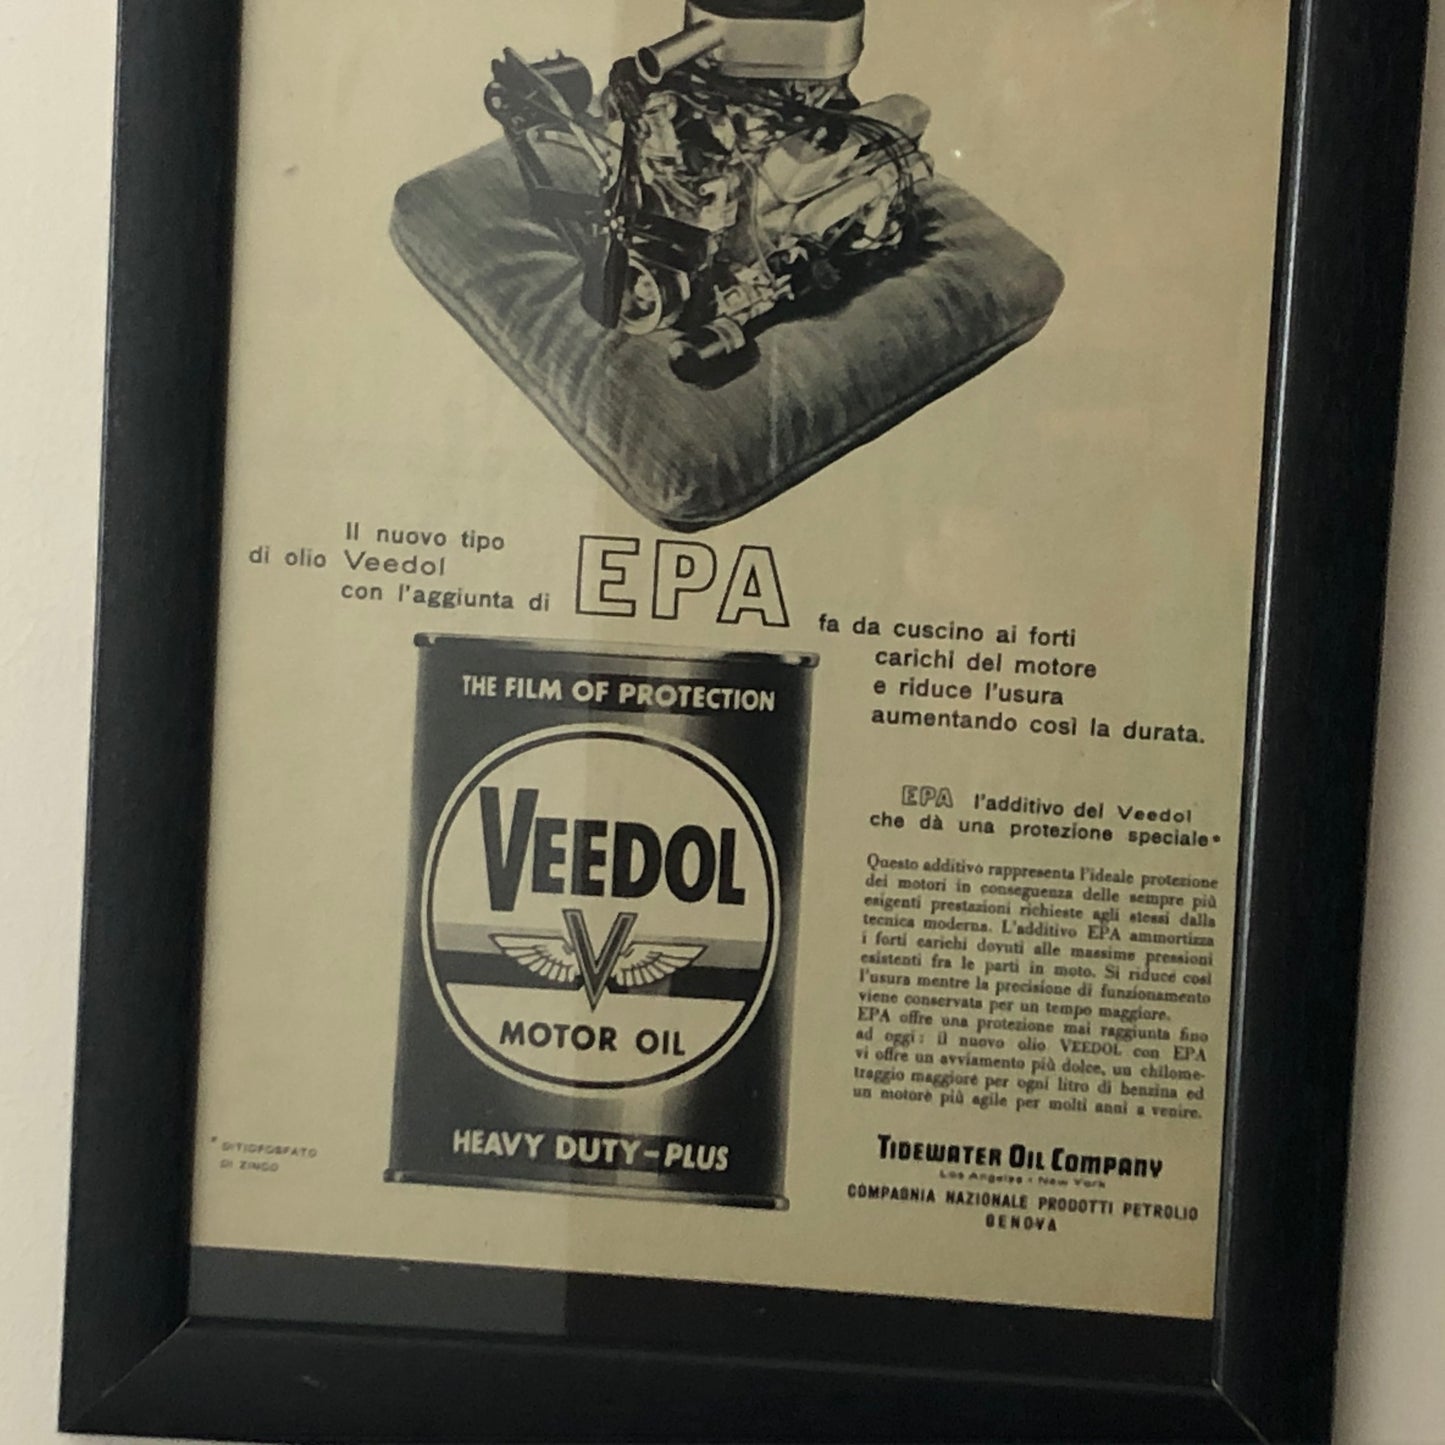 Il nuovo tipo
di olio Veedol
con l'aggiunta di
EPA
fa da cuscino ai forti
carichi del motore
e riduce l'usura
aumentando così la durata.
THE FILM OF PROTECTION
VEEDOL
V
MOTOR OIL
HEAVY DUTY-PLUS
EPA l'additivo del Veedol
che dà una protezione speciale*
Questo additivo rappresenta l'ideale protezione
dei motori in conseguenza delle sempre più
esigenti prestazioni richieste agli stessi dalla
tecnica moderna. L'additivo EPA ammortizza
i forti carichi dovuti alle massime pressioni
esistenti fra le parti in moto. Si riduce così
l'usura mentre la precisione di funzionamento
viene conservata per un tempo maggiore.
EPA offre una protezione mai raggiunta fino
ad oggi: il nuovo olio VEEDOL con EPA
vi offre un avviamento più dolce, un chilome-
traggio maggiore per ogni litro di benzina ed
un motore più agile per molti anni a venire.
* DITIOFOSFATO
DI ZINCO
TIDEWATER OIL COMPANY
Los Angeles • New York
COMPAGNIA NAZIONALE PRODOTTI PETROLIO
GENOVA